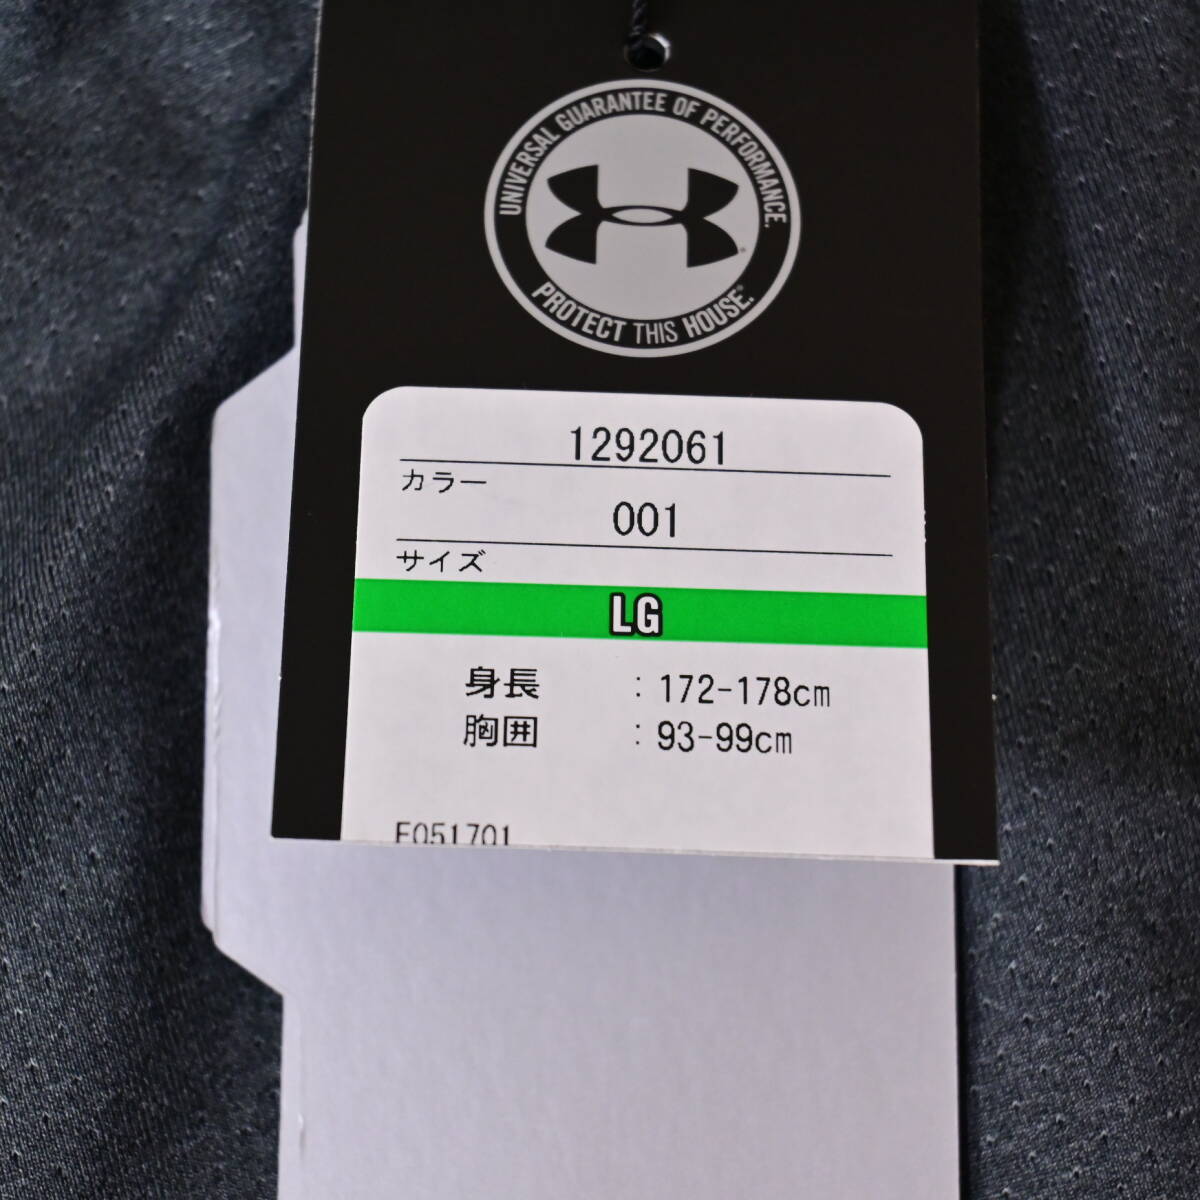 UNIVERSAL GUARANTEE OF PERFORMANCE.
PROTECT THIS HOUSE.®
1292061
カラー
001
サイズ
LG
身長 : 172-178cm
胸囲 : 93-99cm
F051701